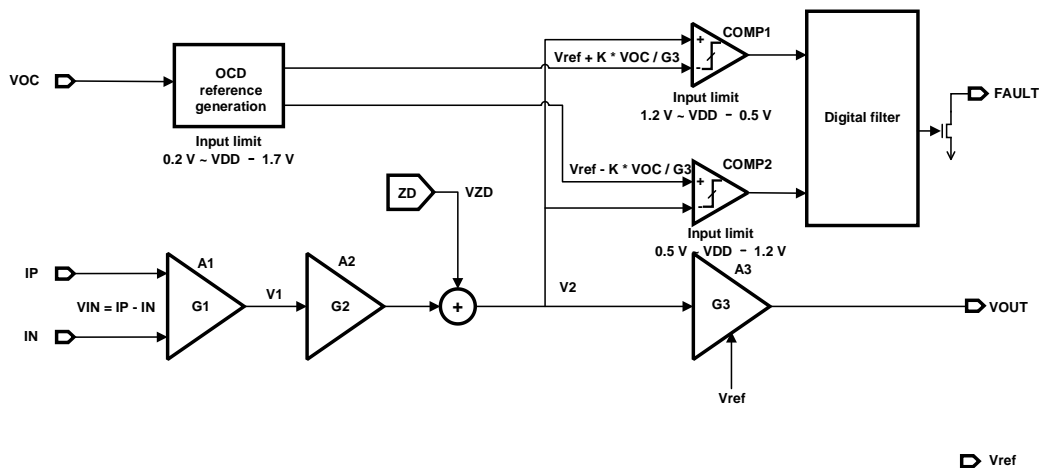 COMP1
VOC
OCD
reference
generation
+
-
Vref + K * VOC / G3
Input limit
0.2 V ~ VDD - 1.7 V
Input limit
1.2 V ~ VDD - 0.5 V
Digital filter
FAULT
COMP2
Vref - K * VOC / G3
+
-
ZD
VZD
Input limit
0.5 V ~ VDD - 1.2 V
IP
A1
A2
A3
VIN = IP - IN
G1
V1
G2
+
V2
G3
VOUT
IN
Vref
Vref